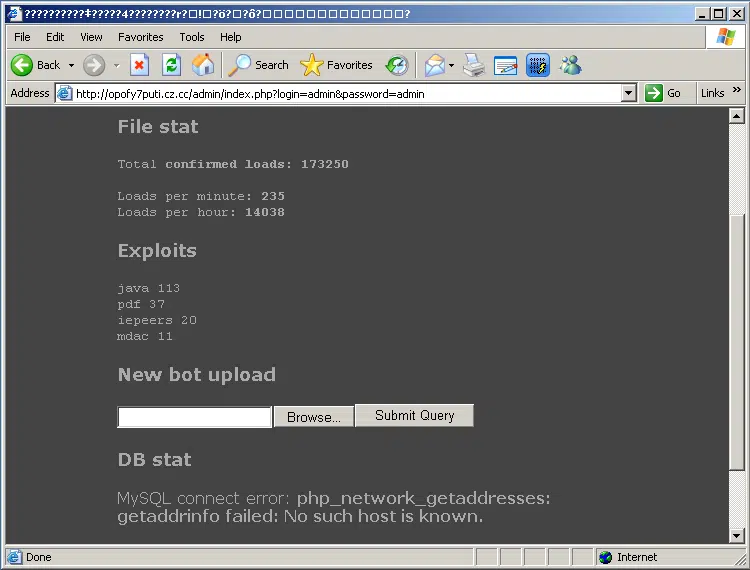 ??????????‡?????4????????r?□!□?ö?□?ô?□□□□□□□□□□□□□□?
File Edit View Favorites Tools Help
Back Search Favorites
Address http://opofy7puti.cz.cc/admin/index.php?login=admin&password=admin Go Links »
File stat
Total confirmed loads: 173250
Loads per minute: 235
Loads per hour: 14038
Exploits
java 113
pdf 37
iepeers 20
mdac 11
New bot upload
Browse... Submit Query
DB stat
MySQL connect error: php_network_getaddresses:
getaddrinfo failed: No such host is known.
Done Internet